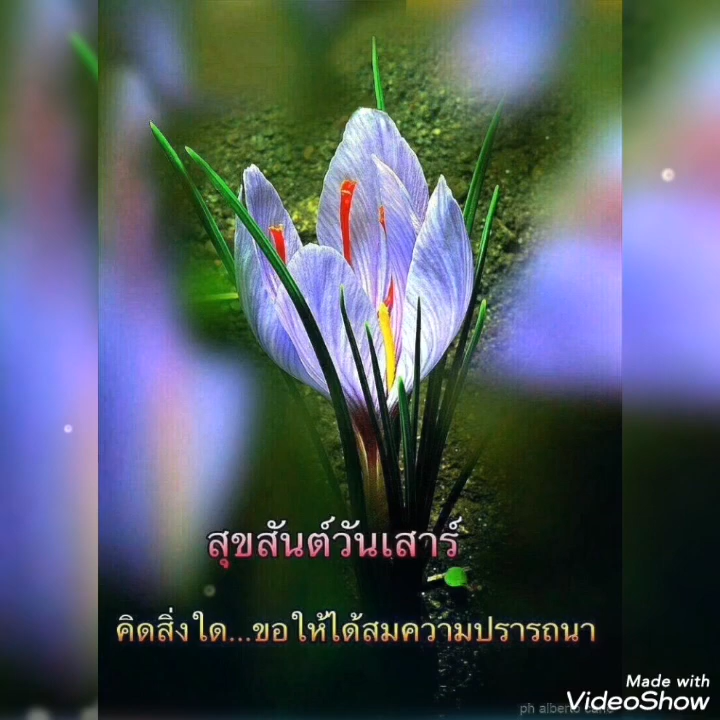 สุขสันต์วันเสาร์
คิดสิ่งใด...ขอให้ได้สมความปรารถนา
Made with
VideoShow
ph alberto